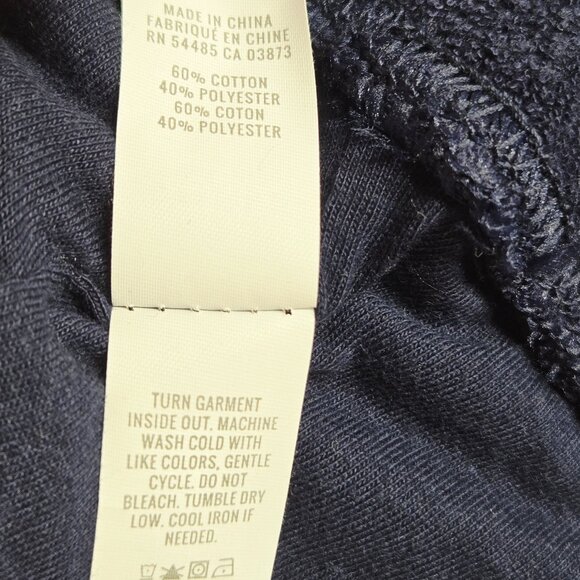 MADE IN CHINA
FABRIQUÉ EN CHINE
RN 54485 CA 03873
60% COTTON
40% POLYESTER
60% COTON
40% POLYESTER
TURN GARMENT
INSIDE OUT. MACHINE
WASH COLD WITH
LIKE COLORS, GENTLE
CYCLE. DO NOT
BLEACH. TUMBLE DRY
LOW. COOL IRON IF
NEEDED.